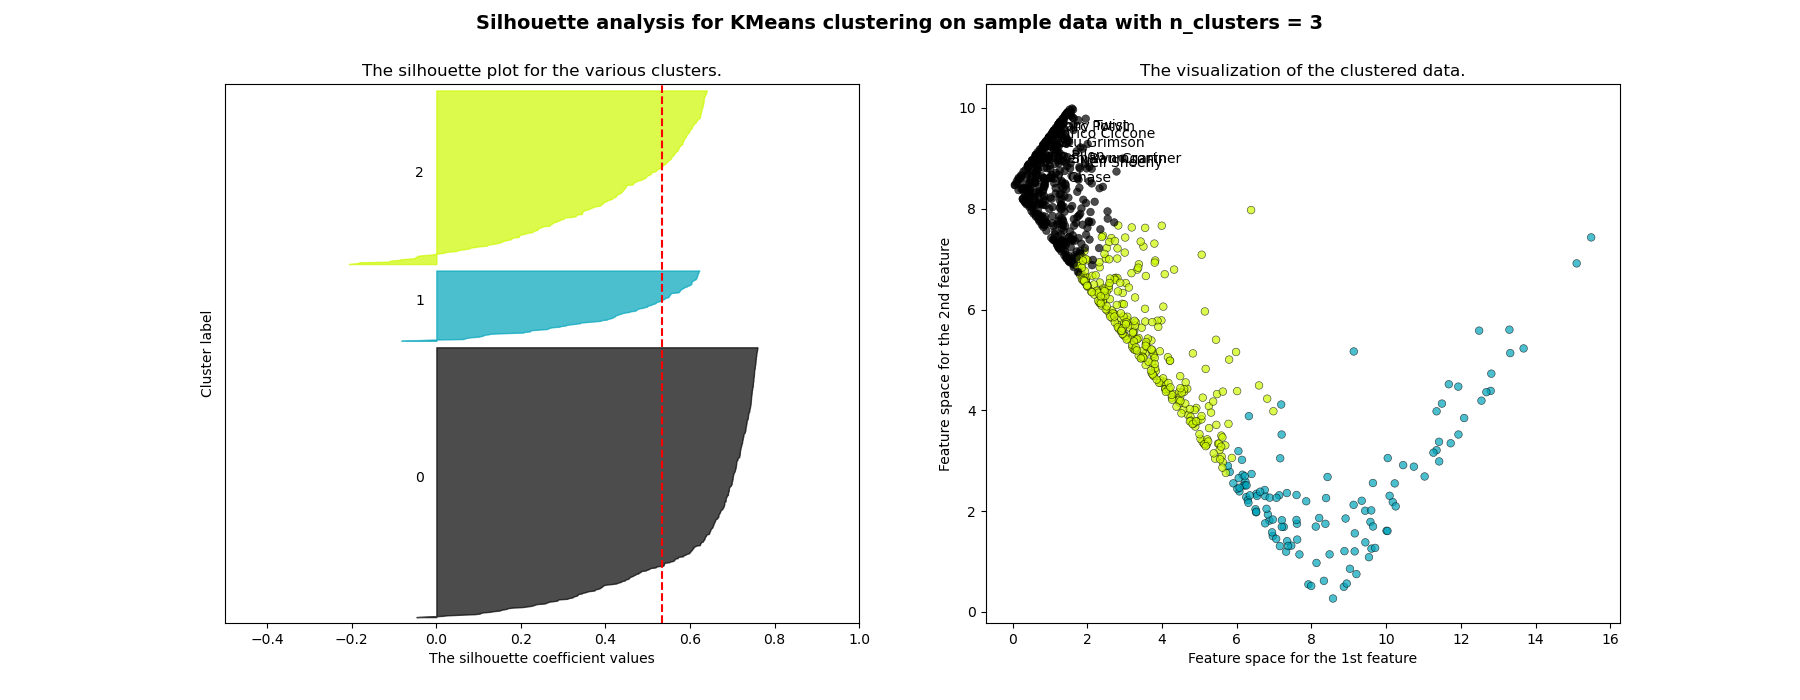 Silhouette analysis for KMeans clustering on sample data with n_clusters = 3
The silhouette plot for the various clusters.
2
1
0
Cluster label
−0.4 −0.2 0.0 0.2 0.4 0.6 0.8 1.0
The silhouette coefficient values
The visualization of the clustered data.
10
8
6
4
2
0
Feature space for the 2nd feature
Twist
Potvin
Ciccone
Grimson
Chase
0 2 4 6 8 10 12 14 16
Feature space for the 1st feature